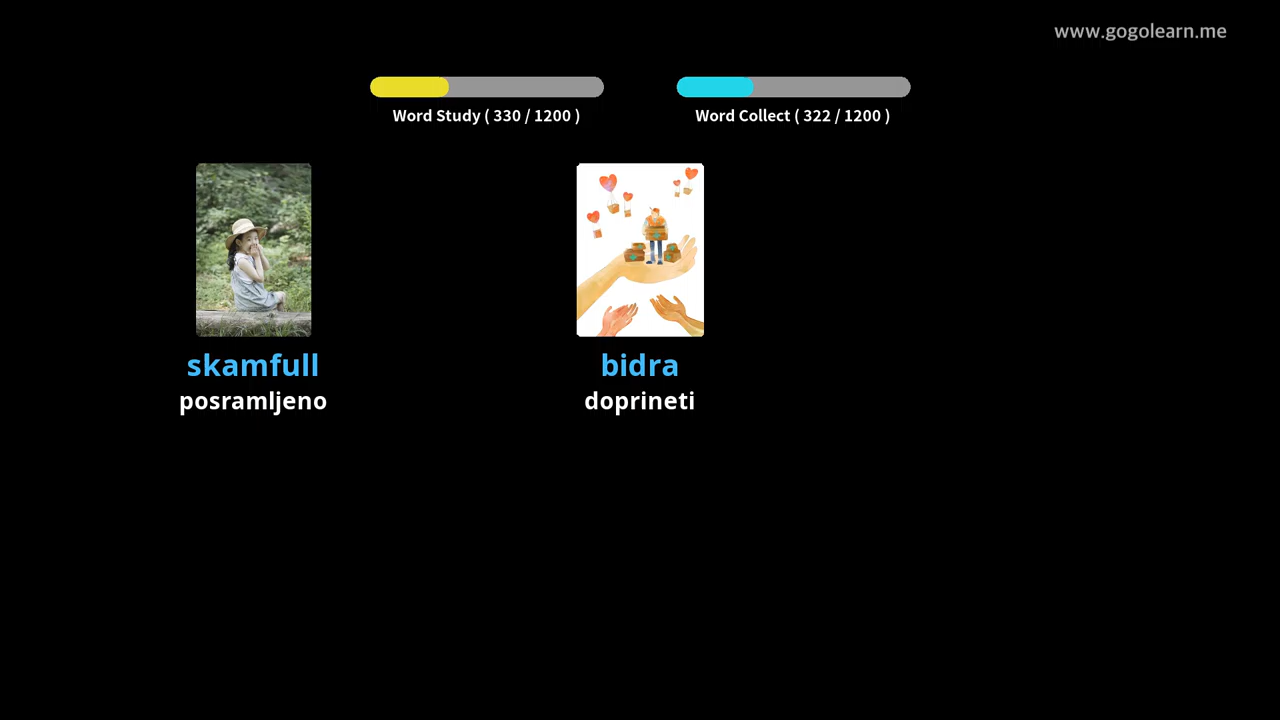 www.gogolearn.me
Word Study ( 330 / 1200 )
Word Collect ( 322 / 1200 )
skamfull
posramljeno
bidra
doprineti